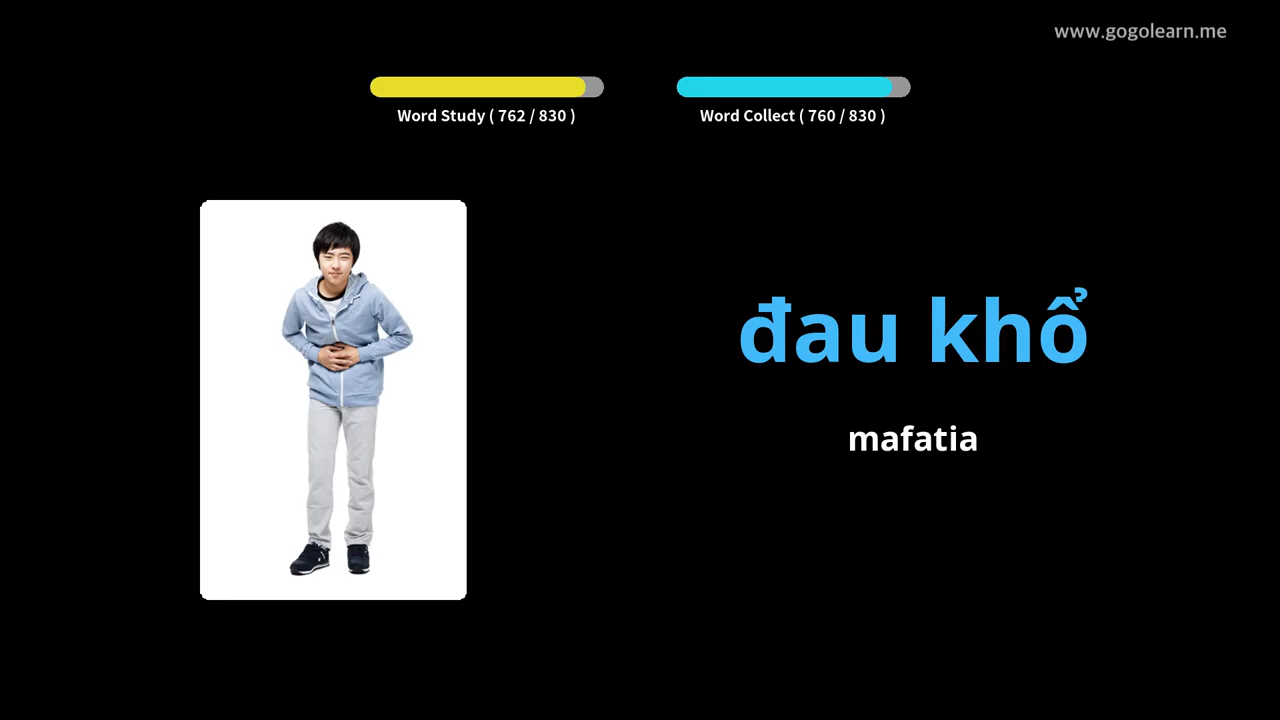 www.gogolearn.me
Word Study ( 762 / 830 )
Word Collect ( 760 / 830 )
đau khổ
mafatia